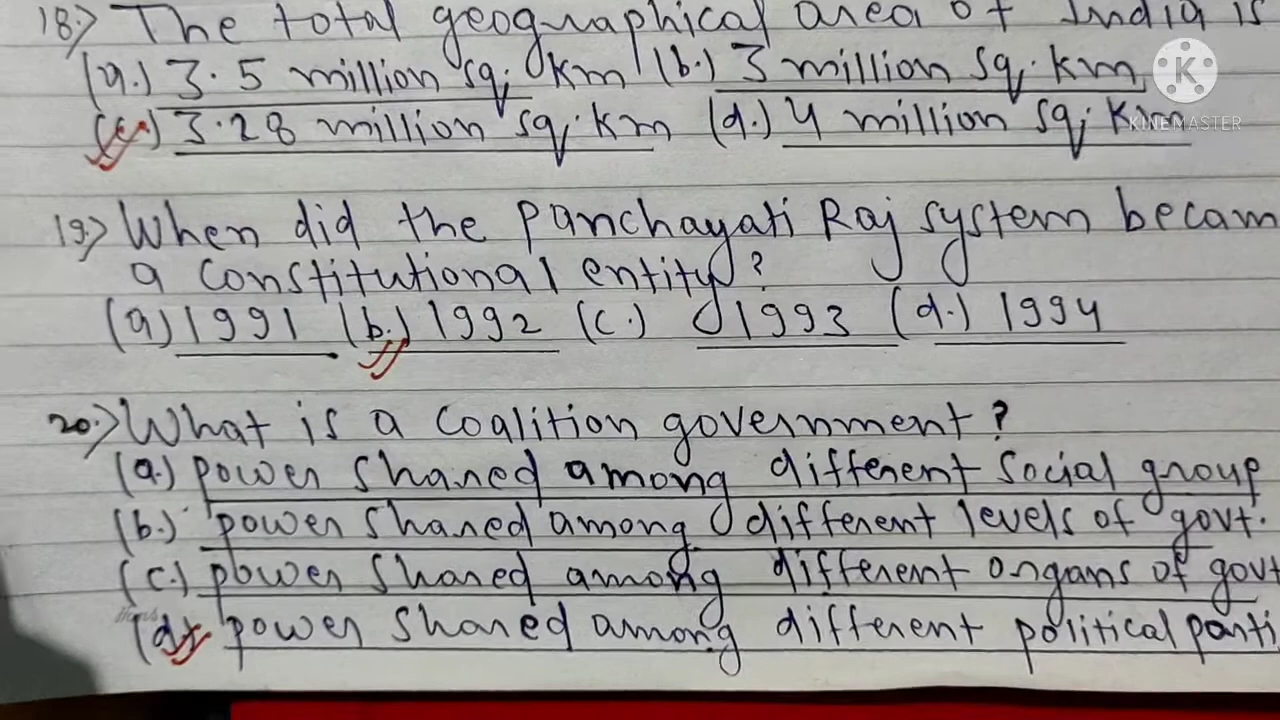 18.) The total geographical area of India is
(a.) 3.5 million sq. km (b.) 3 million sq. km
(c.) 3.28 million sq. km (d.) 4 million sq. km
K
KINEMASTER
19.) When did the Panchayati Raj system becam
a constitutional entity?
(a) 1991 (b.) 1992 (c.) 1993 (d.) 1994
20.) What is a coalition government?
(a.) power shared among different social group
(b.) power shared among different levels of govt.
(c.) power shared among different organs of govt
(d) power shared among different political parti